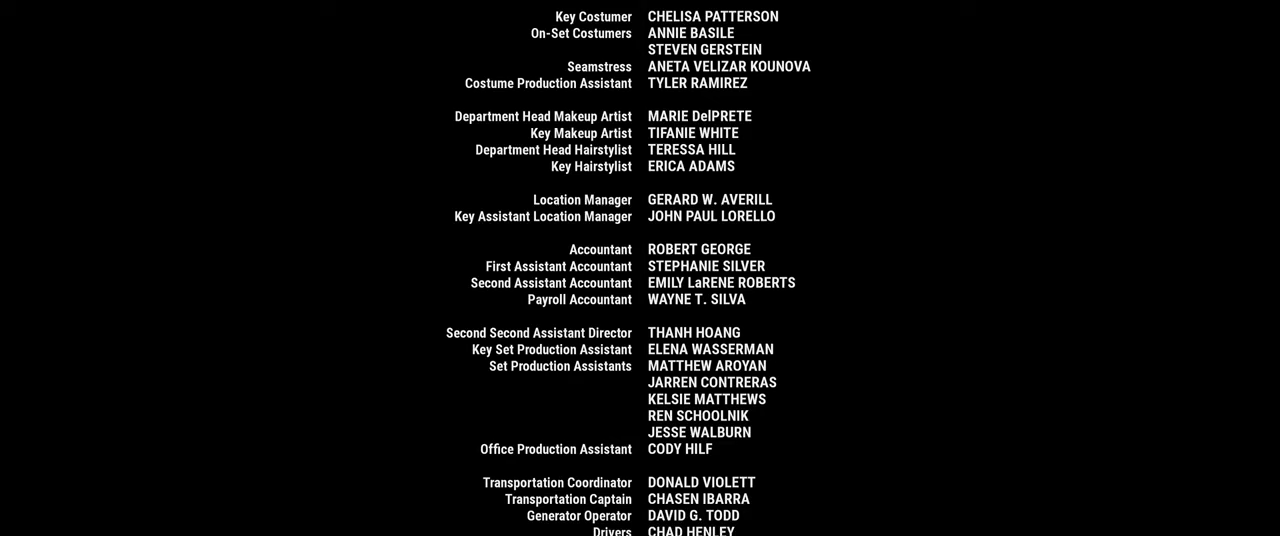 Key Costumer CHELISA PATTERSON
On-Set Costumers ANNIE BASILE
STEVEN GERSTEIN
Seamstress ANETA VELIZAR KOUNOVA
Costume Production Assistant TYLER RAMIREZ
Department Head Makeup Artist MARIE DelPRETE
Key Makeup Artist TIFANIE WHITE
Department Head Hairstylist TERESSA HILL
Key Hairstylist ERICA ADAMS
Location Manager GERARD W. AVERILL
Key Assistant Location Manager JOHN PAUL LORELLO
Accountant ROBERT GEORGE
First Assistant Accountant STEPHANIE SILVER
Second Assistant Accountant EMILY LaRENE ROBERTS
Payroll Accountant WAYNE T. SILVA
Second Second Assistant Director THANH HOANG
Key Set Production Assistant ELENA WASSERMAN
Set Production Assistants MATTHEW AROYAN
JARREN CONTRERAS
KELSIE MATTHEWS
REN SCHOOLNIK
JESSE WALBURN
Office Production Assistant CODY HILF
Transportation Coordinator DONALD VIOLETT
Transportation Captain CHASEN IBARRA
Generator Operator DAVID G. TODD
Drivers CHAD HENLEY